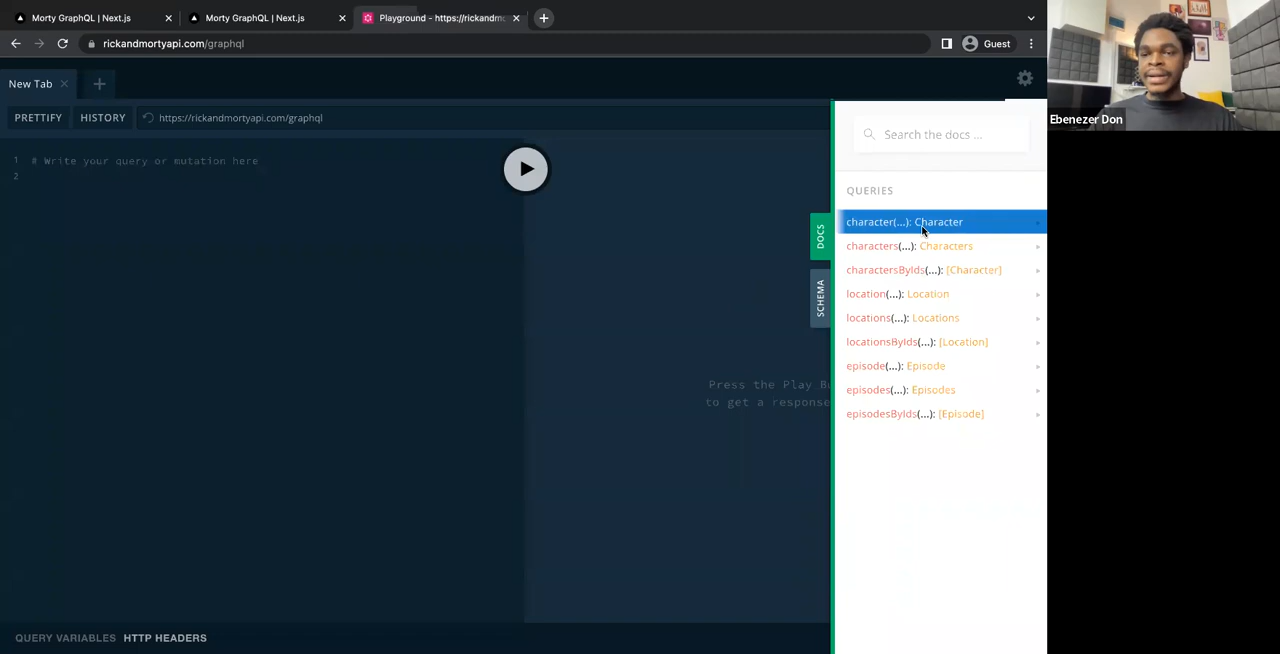 Morty GraphQL | Next.js
Morty GraphQL | Next.js
Playground - https://rickandmo
rickandmortyapi.com/graphql
Guest
New Tab
PRETTIFY
HISTORY
https://rickandmortyapi.com/graphql
1 # Write your query or mutation here
2
Press the Play Bu
to get a response
DOCS
SCHEMA
Search the docs ...
QUERIES
character(...): Character
characters(...): Characters
charactersByIds(...): [Character]
location(...): Location
locations(...): Locations
locationsByIds(...): [Location]
episode(...): Episode
episodes(...): Episodes
episodesByIds(...): [Episode]
QUERY VARIABLES HTTP HEADERS
Ebenezer Don